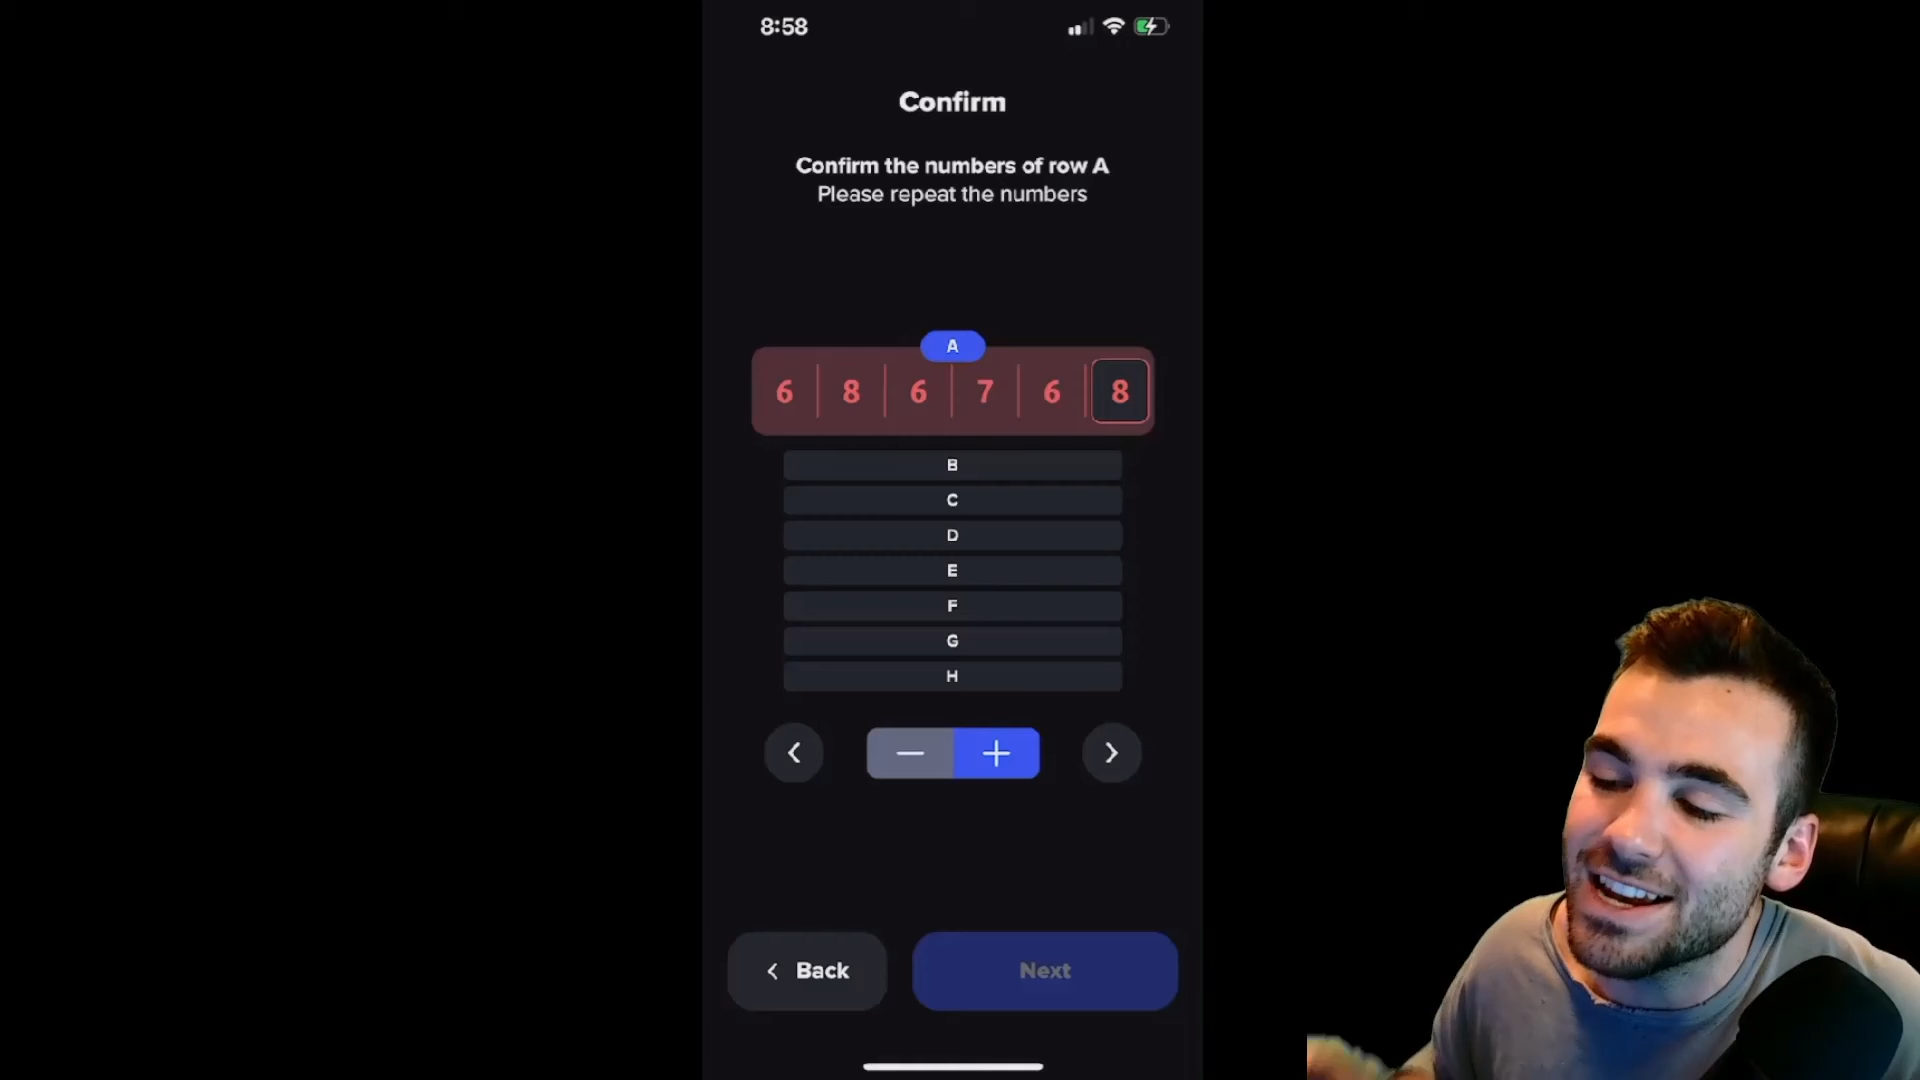 8:58
Confirm
Confirm the numbers of row A
Please repeat the numbers
A
6 8 6 7 6 8
B
C
D
E
F
G
H
Back
Next